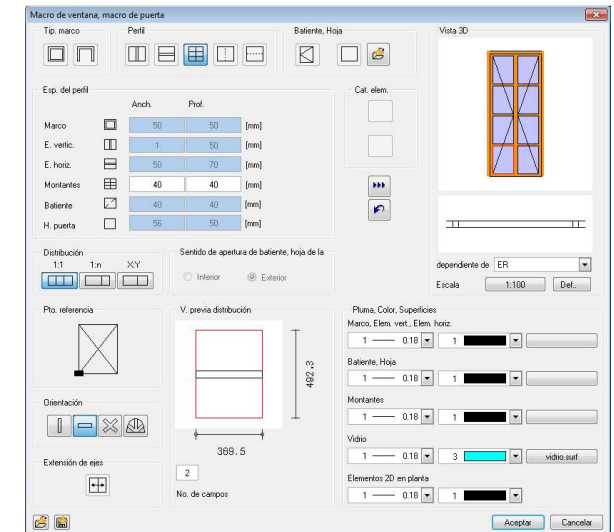 Macro de ventana, macro de puerta
Tip. marco
Perfil
Batiente, Hoja
Vista 3D
Esp. del perfil
Cat. elem.
Anch. Prof.
Marco 50 50 [mm]
E. vertic. 1 50 [mm]
E. horiz. 50 70 [mm]
Montantes 40 40 [mm]
Batiente 40 40 [mm]
H. puerta 56 50 [mm]
Distribución
1:1 1:n X:Y
Sentido de apertura de batiente, hoja de la
Interior Exterior
dependiente de ER
Escala 1:100 Def..
Pto. referencia
V. previa distribución
492.3
369.5
2
No. de campos
Orientación
Extensión de ejes
Pluma, Color, Superficies
Marco, Elem. vert., Elem. horiz.
1 0.18 1
Batiente, Hoja
1 0.18 1
Montantes
1 0.18 1
Vidrio
1 0.18 3 vidrio.surf
Elementos 2D en planta
1 0.18 1
Aceptar Cancelar